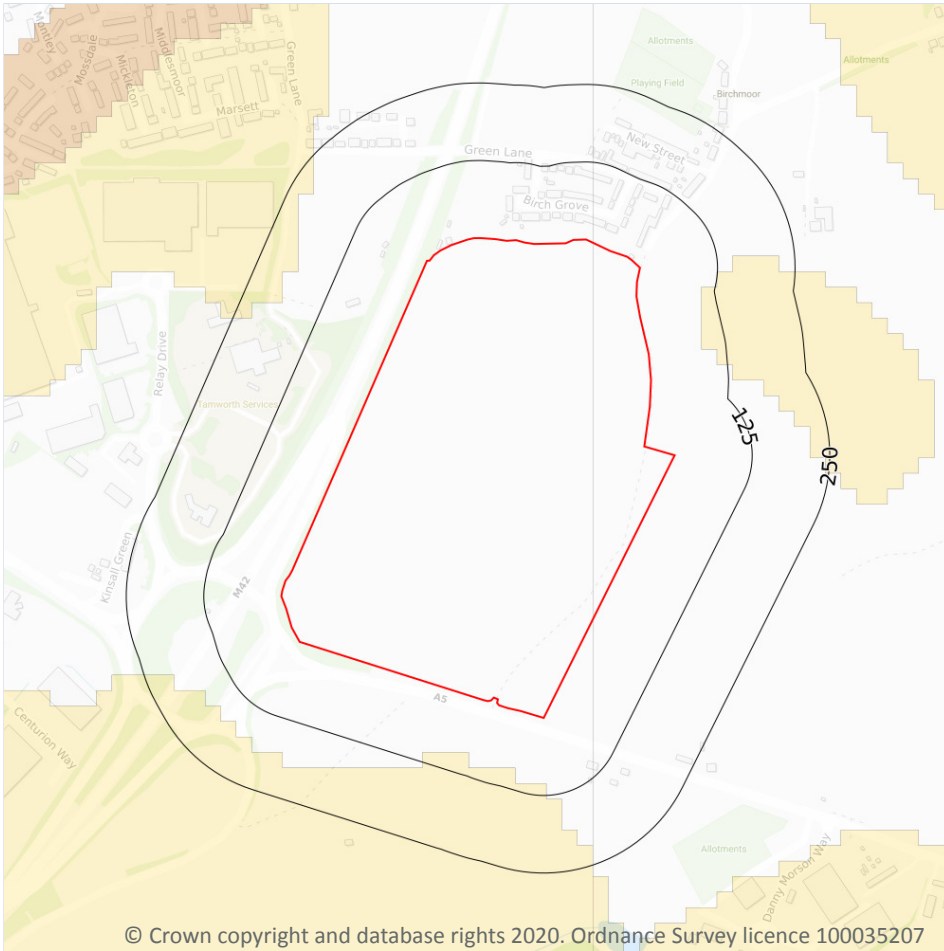 Montley
Mossdale
Mickleton
Middlesmoor
Green Lane
Marsett
Allotments
Playing Field
Birchmoor
Allotments
Green Lane
New Street
Birch Grove
Relay Drive
Tamworth Services
125
250
Kinsall Green
M42
A5
Centurion Way
Allotments
Danny Morson Way
© Crown copyright and database rights 2020. Ordnance Survey licence 100035207